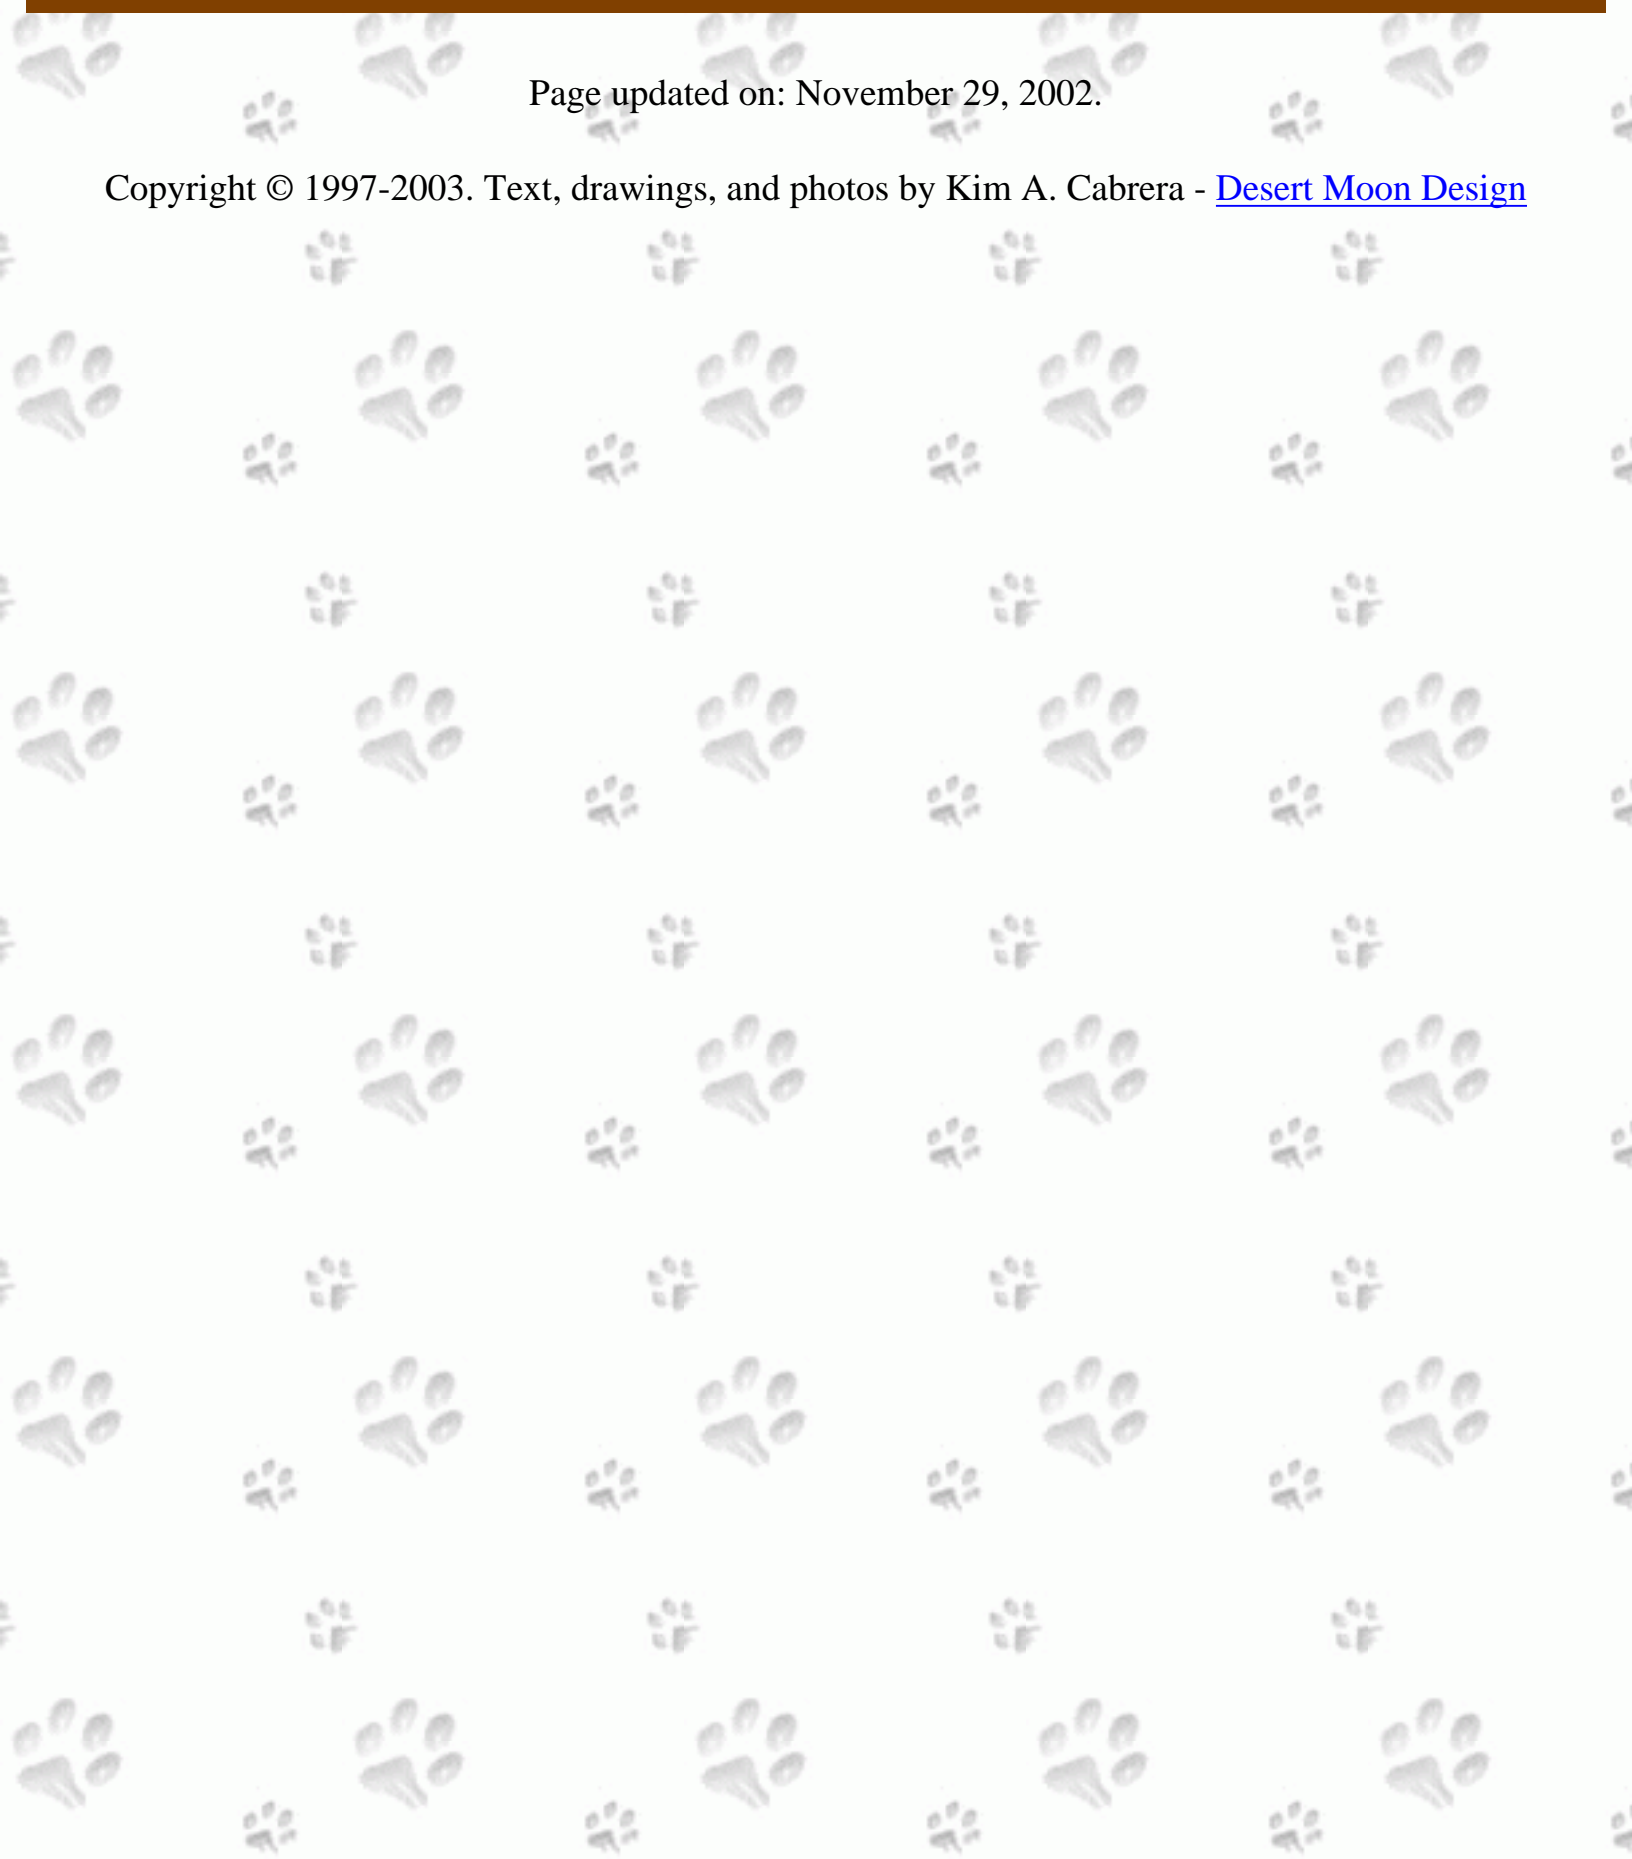 Page updated on: November 29, 2002.
Copyright © 1997-2003. Text, drawings, and photos by Kim A. Cabrera - Desert Moon Design